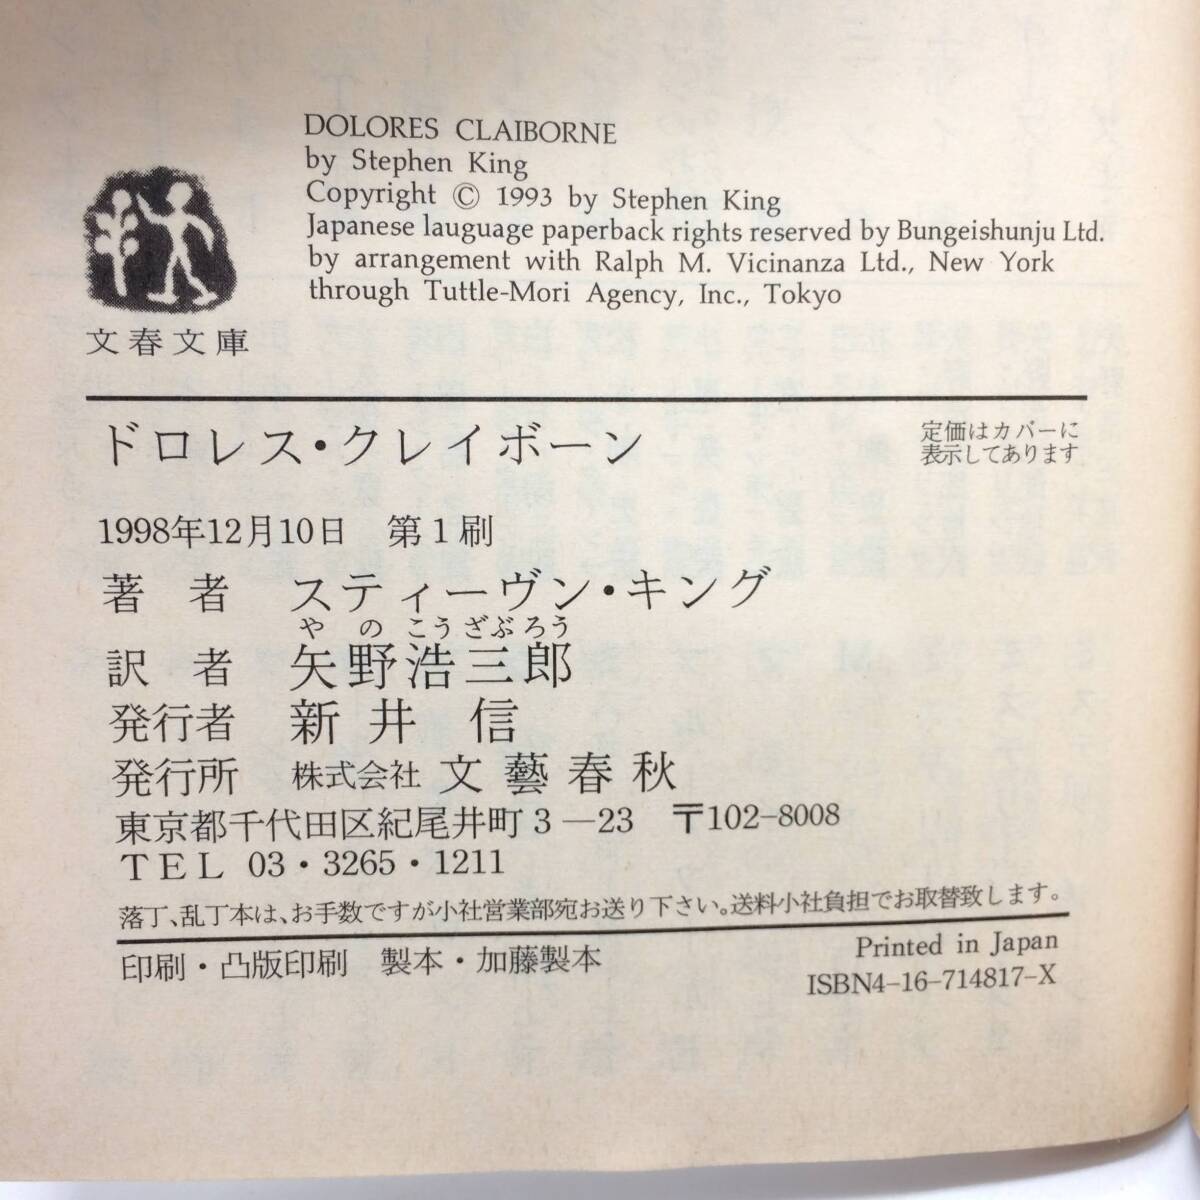 DOLORES CLAIBORNE
by Stephen King
Copyright © 1993 by Stephen King
Japanese lauguage paperback rights reserved by Bungeishunju Ltd.
by arrangement with Ralph M. Vicinanza Ltd., New York
through Tuttle-Mori Agency, Inc., Tokyo
文春文庫
ドロレス・クレイボーン
定価はカバーに
表示してあります
1998年12月10日　第1刷
著　者　スティーヴン・キング
や の こうざぶろう
訳　者　矢野浩三郎
発行者　新井　信
発行所　株式会社 文藝春秋
東京都千代田区紀尾井町3—23　〒102-8008
TEL 03・3265・1211
落丁、乱丁本は、お手数ですが小社営業部宛お送り下さい。送料小社負担でお取替致します。
印刷・凸版印刷　製本・加藤製本
Printed in Japan
ISBN4-16-714817-X